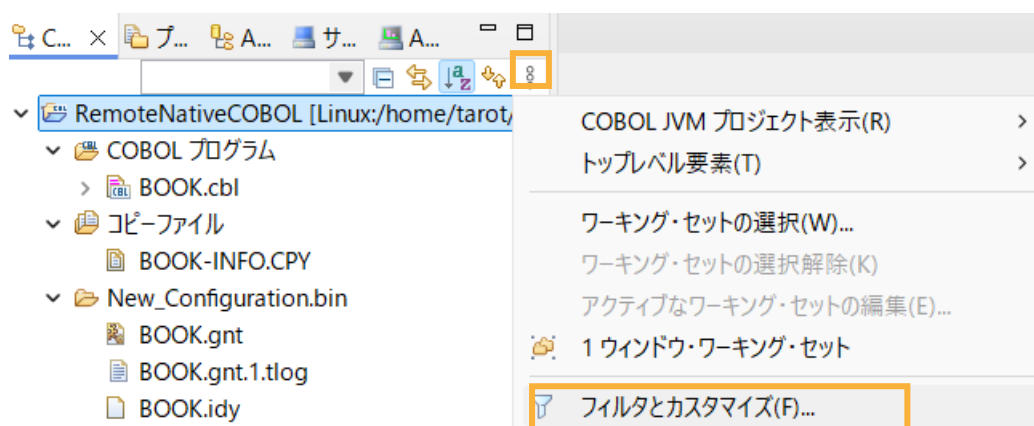 C... プ... A... サ... A...
RemoteNativeCOBOL [Linux:/home/tarot/
COBOL プログラム
BOOK.cbl
コピーファイル
BOOK-INFO.CPY
New_Configuration.bin
BOOK.gnt
BOOK.gnt.1.tlog
BOOK.idy
COBOL JVM プロジェクト表示(R)
トップレベル要素(T)
ワーキング・セットの選択(W)...
ワーキング・セットの選択解除(K)
アクティブなワーキング・セットの編集(E)...
1 ウィンドウ・ワーキング・セット
フィルタとカスタマイズ(F)...